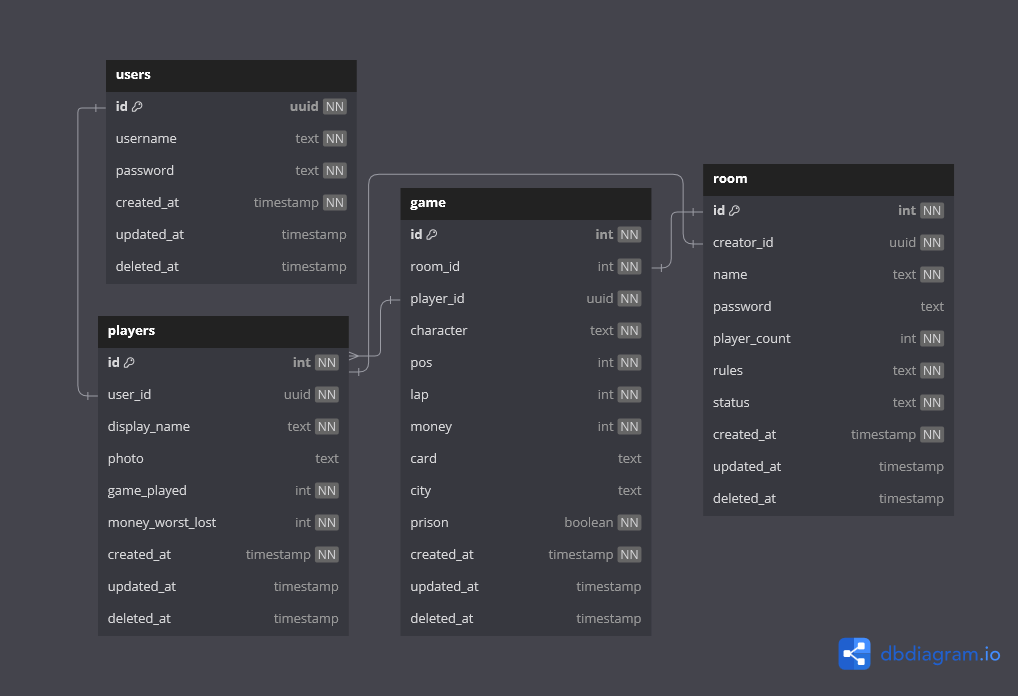 users
id uuid NN
username text NN
password text NN
created_at timestamp NN
updated_at timestamp
deleted_at timestamp
players
id int NN
user_id uuid NN
display_name text NN
photo text
game_played int NN
money_worst_lost int NN
created_at timestamp NN
updated_at timestamp
deleted_at timestamp
game
id int NN
room_id int NN
player_id uuid NN
character text NN
pos int NN
lap int NN
money int NN
card text
city text
prison boolean NN
created_at timestamp NN
updated_at timestamp
deleted_at timestamp
room
id int NN
creator_id uuid NN
name text NN
password text
player_count int NN
rules text NN
status text NN
created_at timestamp NN
updated_at timestamp
deleted_at timestamp
dbdiagram.io